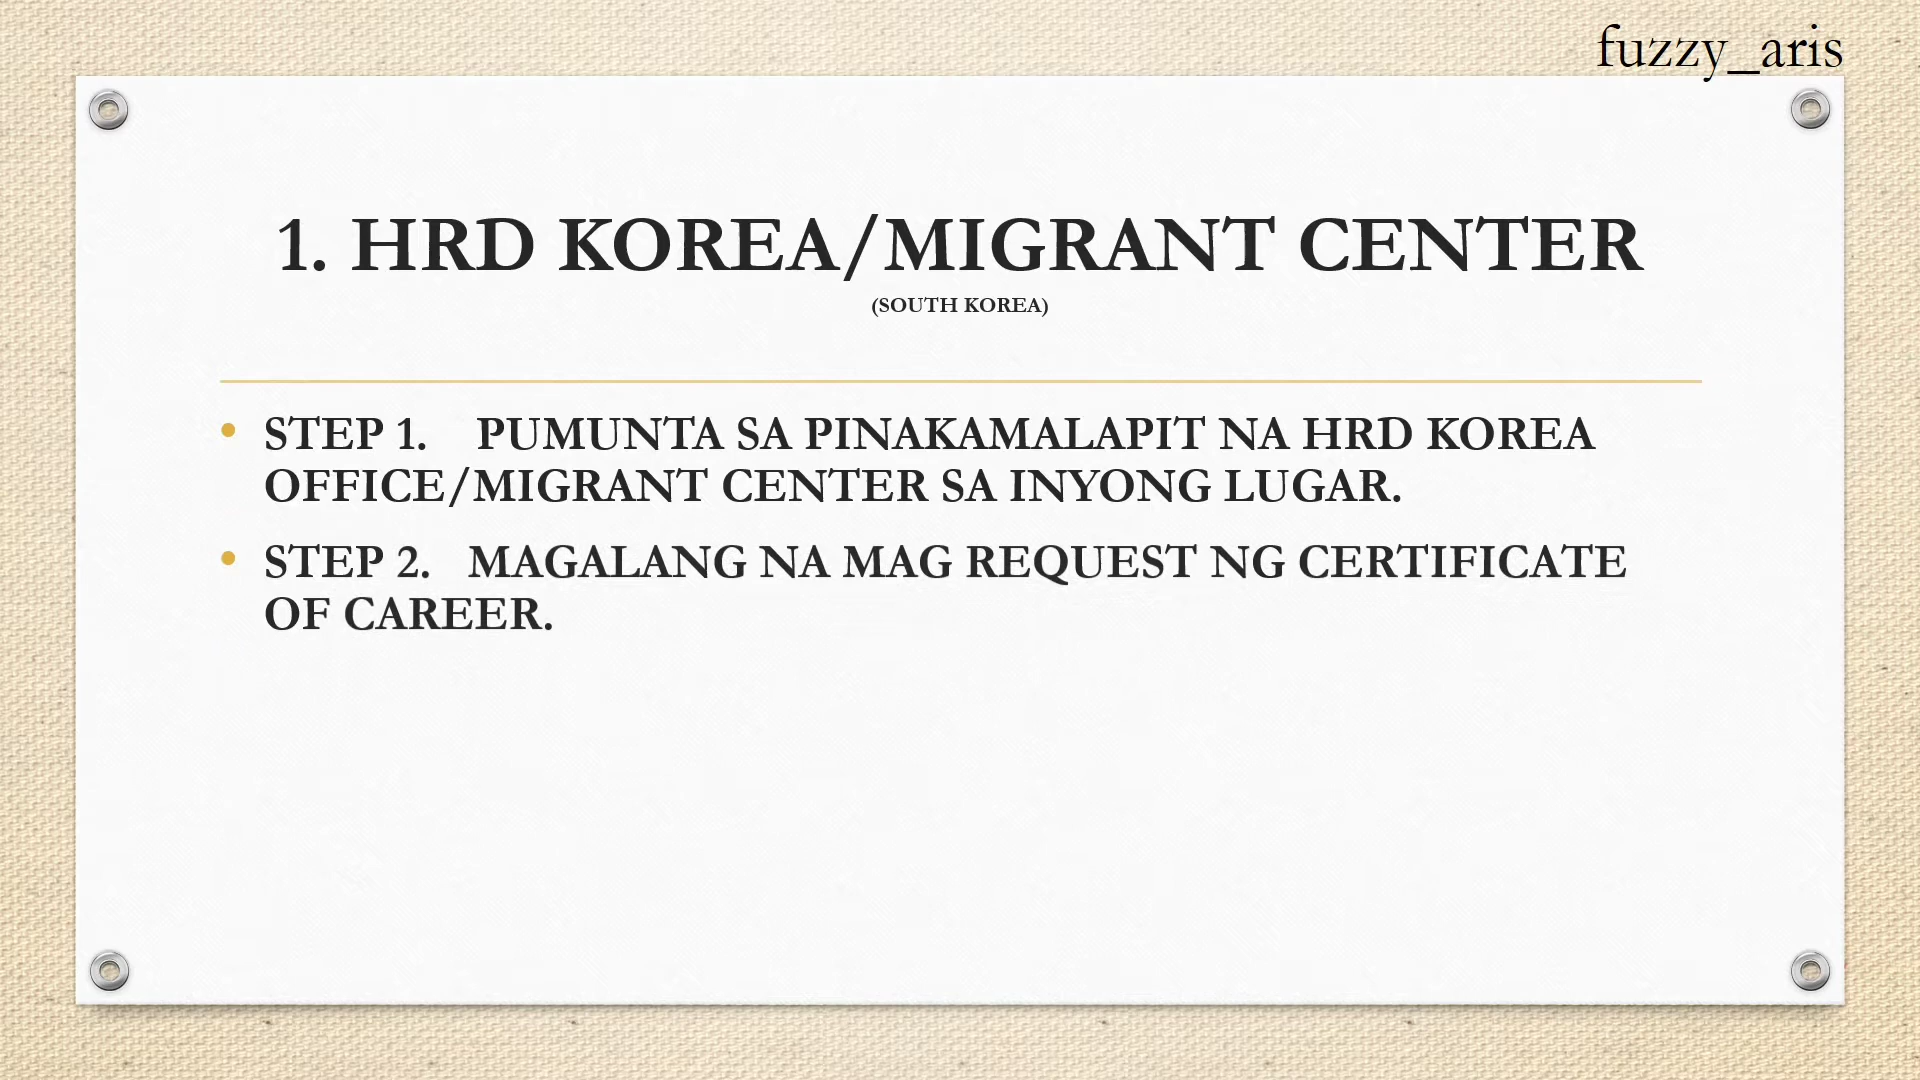 fuzzy_aris
1. HRD KOREA/MIGRANT CENTER
(SOUTH KOREA)
• STEP 1. PUMUNTA SA PINAKAMALAPIT NA HRD KOREA
OFFICE/MIGRANT CENTER SA INYONG LUGAR.
• STEP 2. MAGALANG NA MAG REQUEST NG CERTIFICATE
OF CAREER.